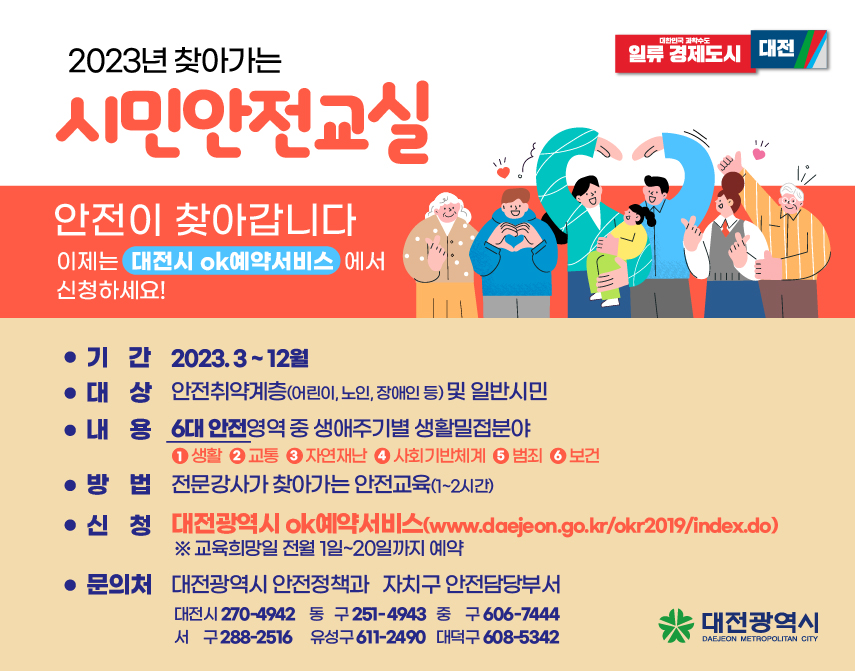 2023년 찾아가는
시민안전교실
대한민국 과학수도
일류 경제도시 대전
안전이 찾아갑니다
이제는 대전시 ok예약서비스 에서
신청하세요!
● 기 간 2023. 3 ~ 12월
● 대 상 안전취약계층(어린이, 노인, 장애인 등) 및 일반시민
● 내 용 6대 안전영역 중 생애주기별 생활밀접분야
❶ 생활 ❷ 교통 ❸ 자연재난 ❹ 사회기반체계 ❺ 범죄 ❻ 보건
● 방 법 전문강사가 찾아가는 안전교육(1~2시간)
● 신 청 대전광역시 ok예약서비스(www.daejeon.go.kr/okr2019/index.do)
※ 교육희망일 전월 1일~20일까지 예약
● 문의처 대전광역시 안전정책과 자치구 안전담당부서
대전시 270-4942 동 구 251-4943 중 구 606-7444
서 구 288-2516 유성구 611-2490 대덕구 608-5342
대전광역시
DAEJEON METROPOLITAN CITY